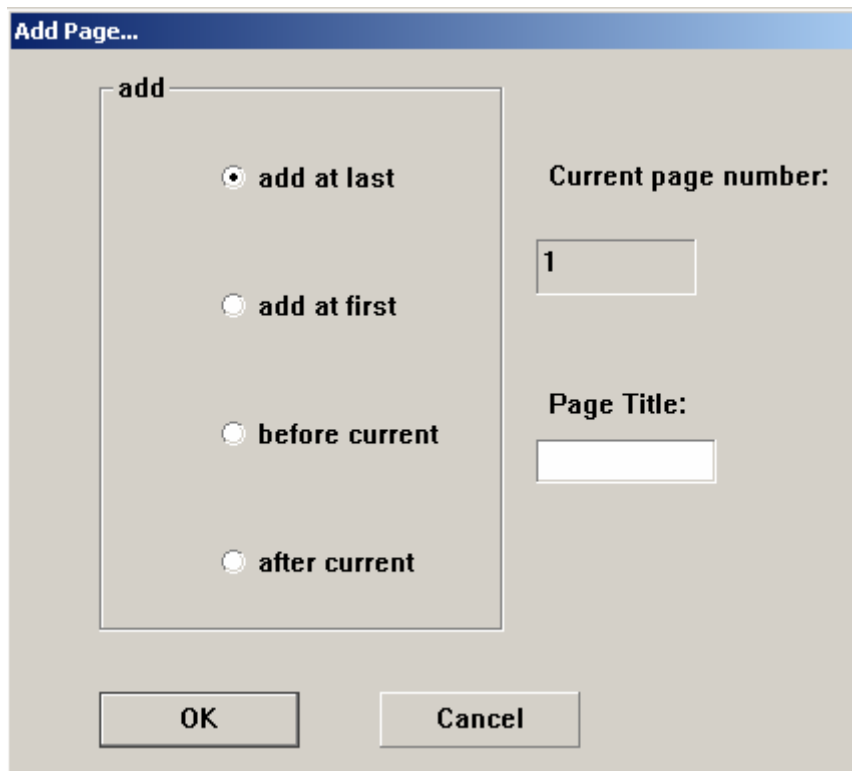 Add Page...
add
add at last
add at first
before current
after current
Current page number:
1
Page Title:
OK
Cancel